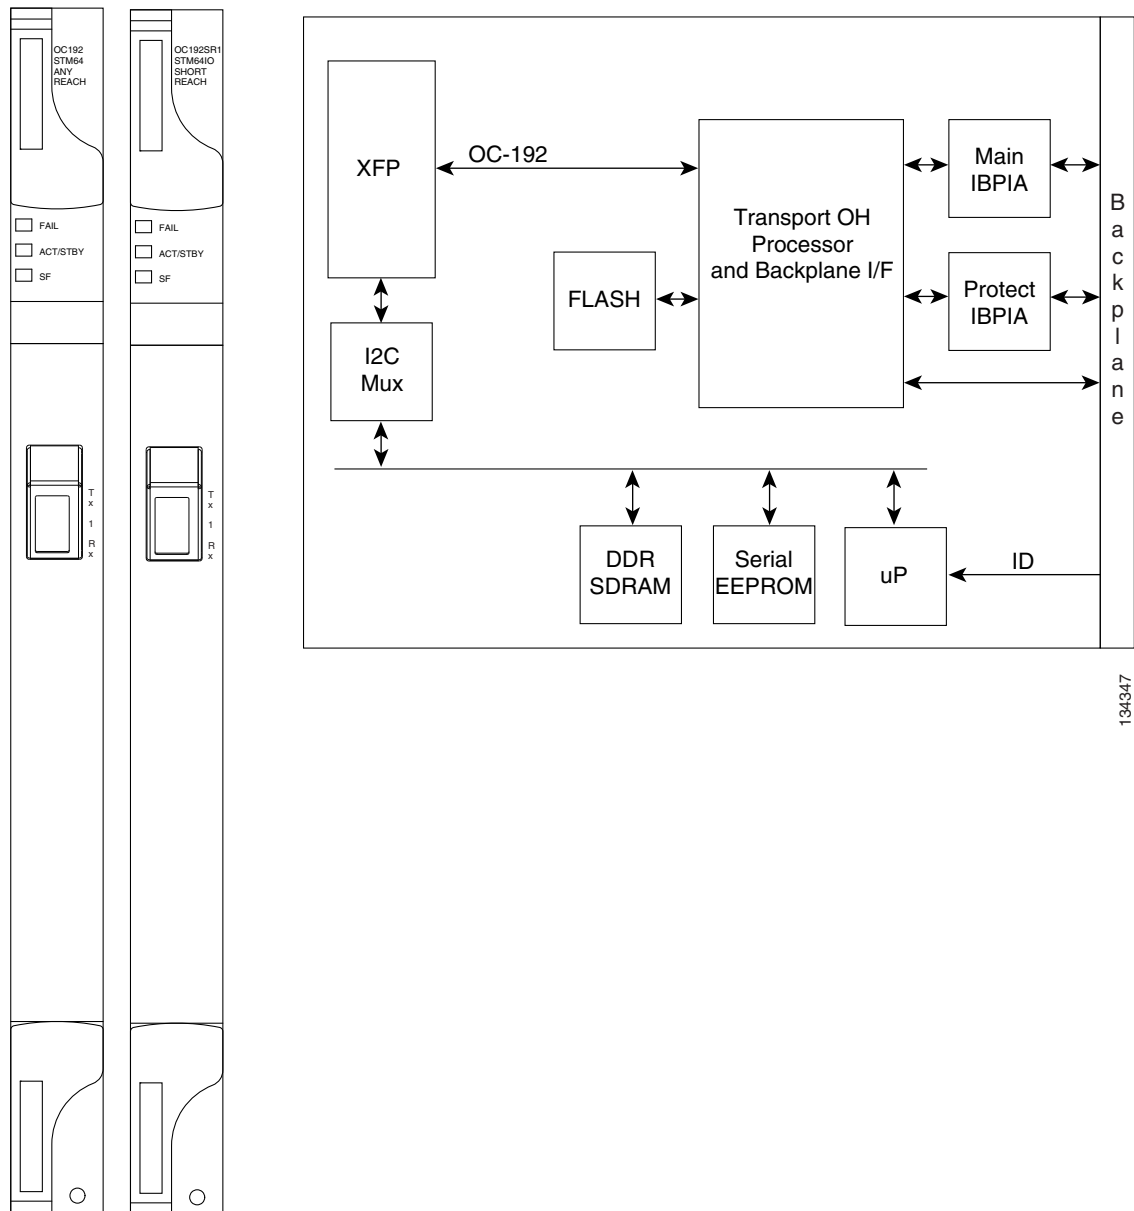 OC192
STM64
ANY
REACH
FAIL
ACT/STBY
SF
Tx
1
Rx
OC192SR1
STM64IO
SHORT
REACH
FAIL
ACT/STBY
SF
Tx
1
Rx
XFP
OC-192
Transport OH
Processor
and Backplane I/F
Main
IBPIA
Protect
IBPIA
FLASH
I2C
Mux
DDR
SDRAM
Serial
EEPROM
uP
ID
Backplane
134347